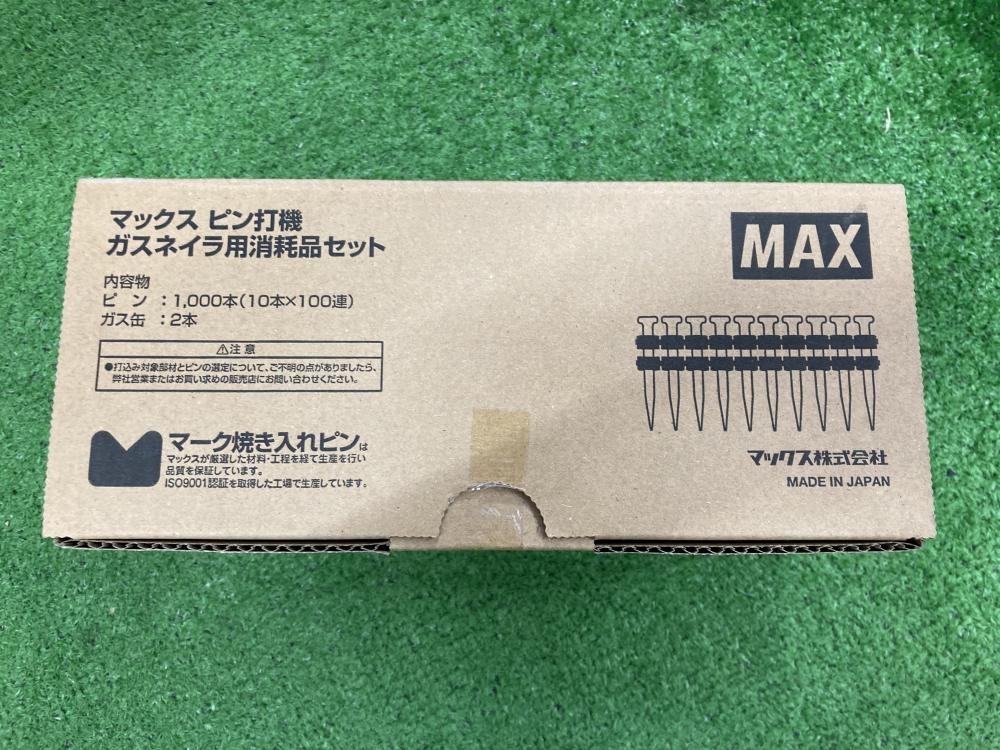 マックス ピン打機
ガスネイラ用消耗品セット
内容物
ピン：1,000本(10本×100連)
ガス缶：2本
⚠注意
●打込み対象部材とピンの選定について、ご不明の点がありましたら、
弊社営業またはお買い求めの販売店にお問い合わせください。
マーク焼き入れピンは
マックスが厳選した材料・工程を経て生産を行い
品質を保証しています。
ISO9001認証を取得した工場で生産しています。
MAX
マックス株式会社
MADE IN JAPAN